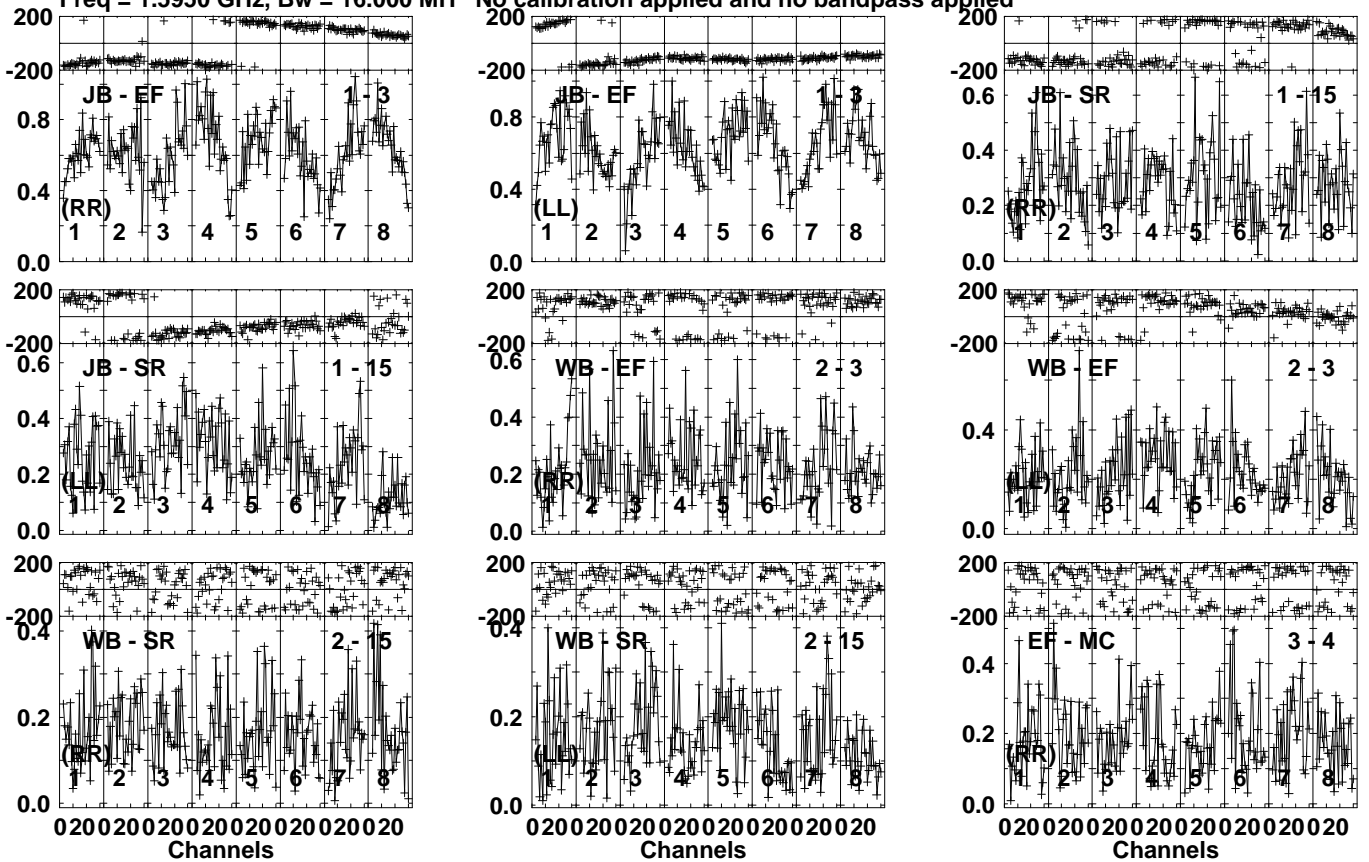 Freq = 1.5950 GHz, Bw = 16.000 MH No calibration applied and no bandpass applied
200 200 200
-200 -200 -200
JB - EF 1 - 3 JB - EF 1 - 3 JB - SR 1 - 15
0.8 0.8 0.6
0.4 0.4 0.4
0.2
(RR) (LL) (RR)
1 2 3 4 5 6 7 8 1 2 3 4 5 6 7 8 1 2 3 4 5 6 7 8
0.0 0.0 0.0
200 200 200
-200 -200 -200
JB - SR 1 - 15 WB - EF 2 - 3 WB - EF 2 - 3
0.6 0.6
0.4 0.4 0.4
0.2 0.2
(LL) (RR) (LL)
1 2 3 4 5 6 7 8 1 2 3 4 5 6 7 8 1 2 3 4 5 6 7 8
0.0 0.0 0.0
200 200 200
-200 -200 -200
0.4 0.4
WB - SR 2 - 15 WB - SR 2 - 15 EF - MC 3 - 4
0.4
0.2 0.2 0.2
(RR) (LL) (RR)
1 2 3 4 5 6 7 8 1 2 3 4 5 6 7 8 1 2 3 4 5 6 7 8
0.0 0.0 0.0
0 20 0 20 0 20 0 20 0 20 0 20 0 20 0 20 0 20 0 20 0 20 0 20 0 20 0 20 0 20 0 20 0 20 0 20 0 20 0 20 0 20 0 20 0 20 0 20
Channels Channels Channels